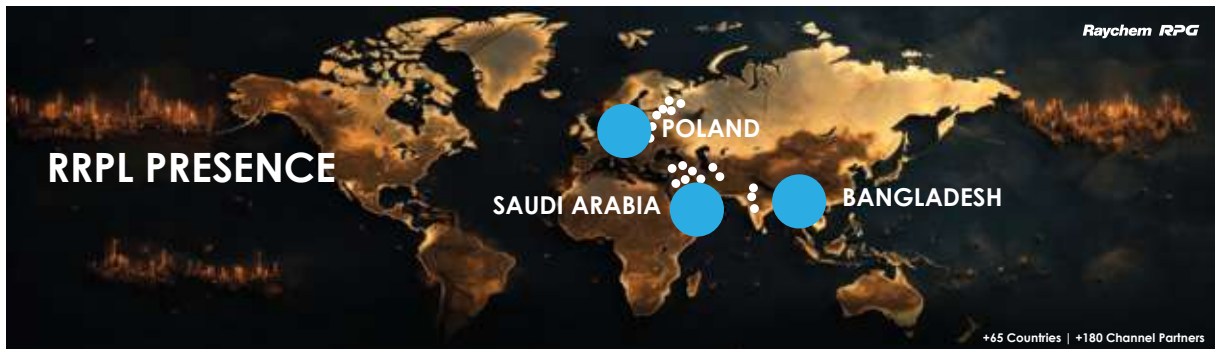 Raychem RPG
POLAND
RRPL PRESENCE
SAUDI ARABIA
BANGLADESH
+65 Countries | +180 Channel Partners